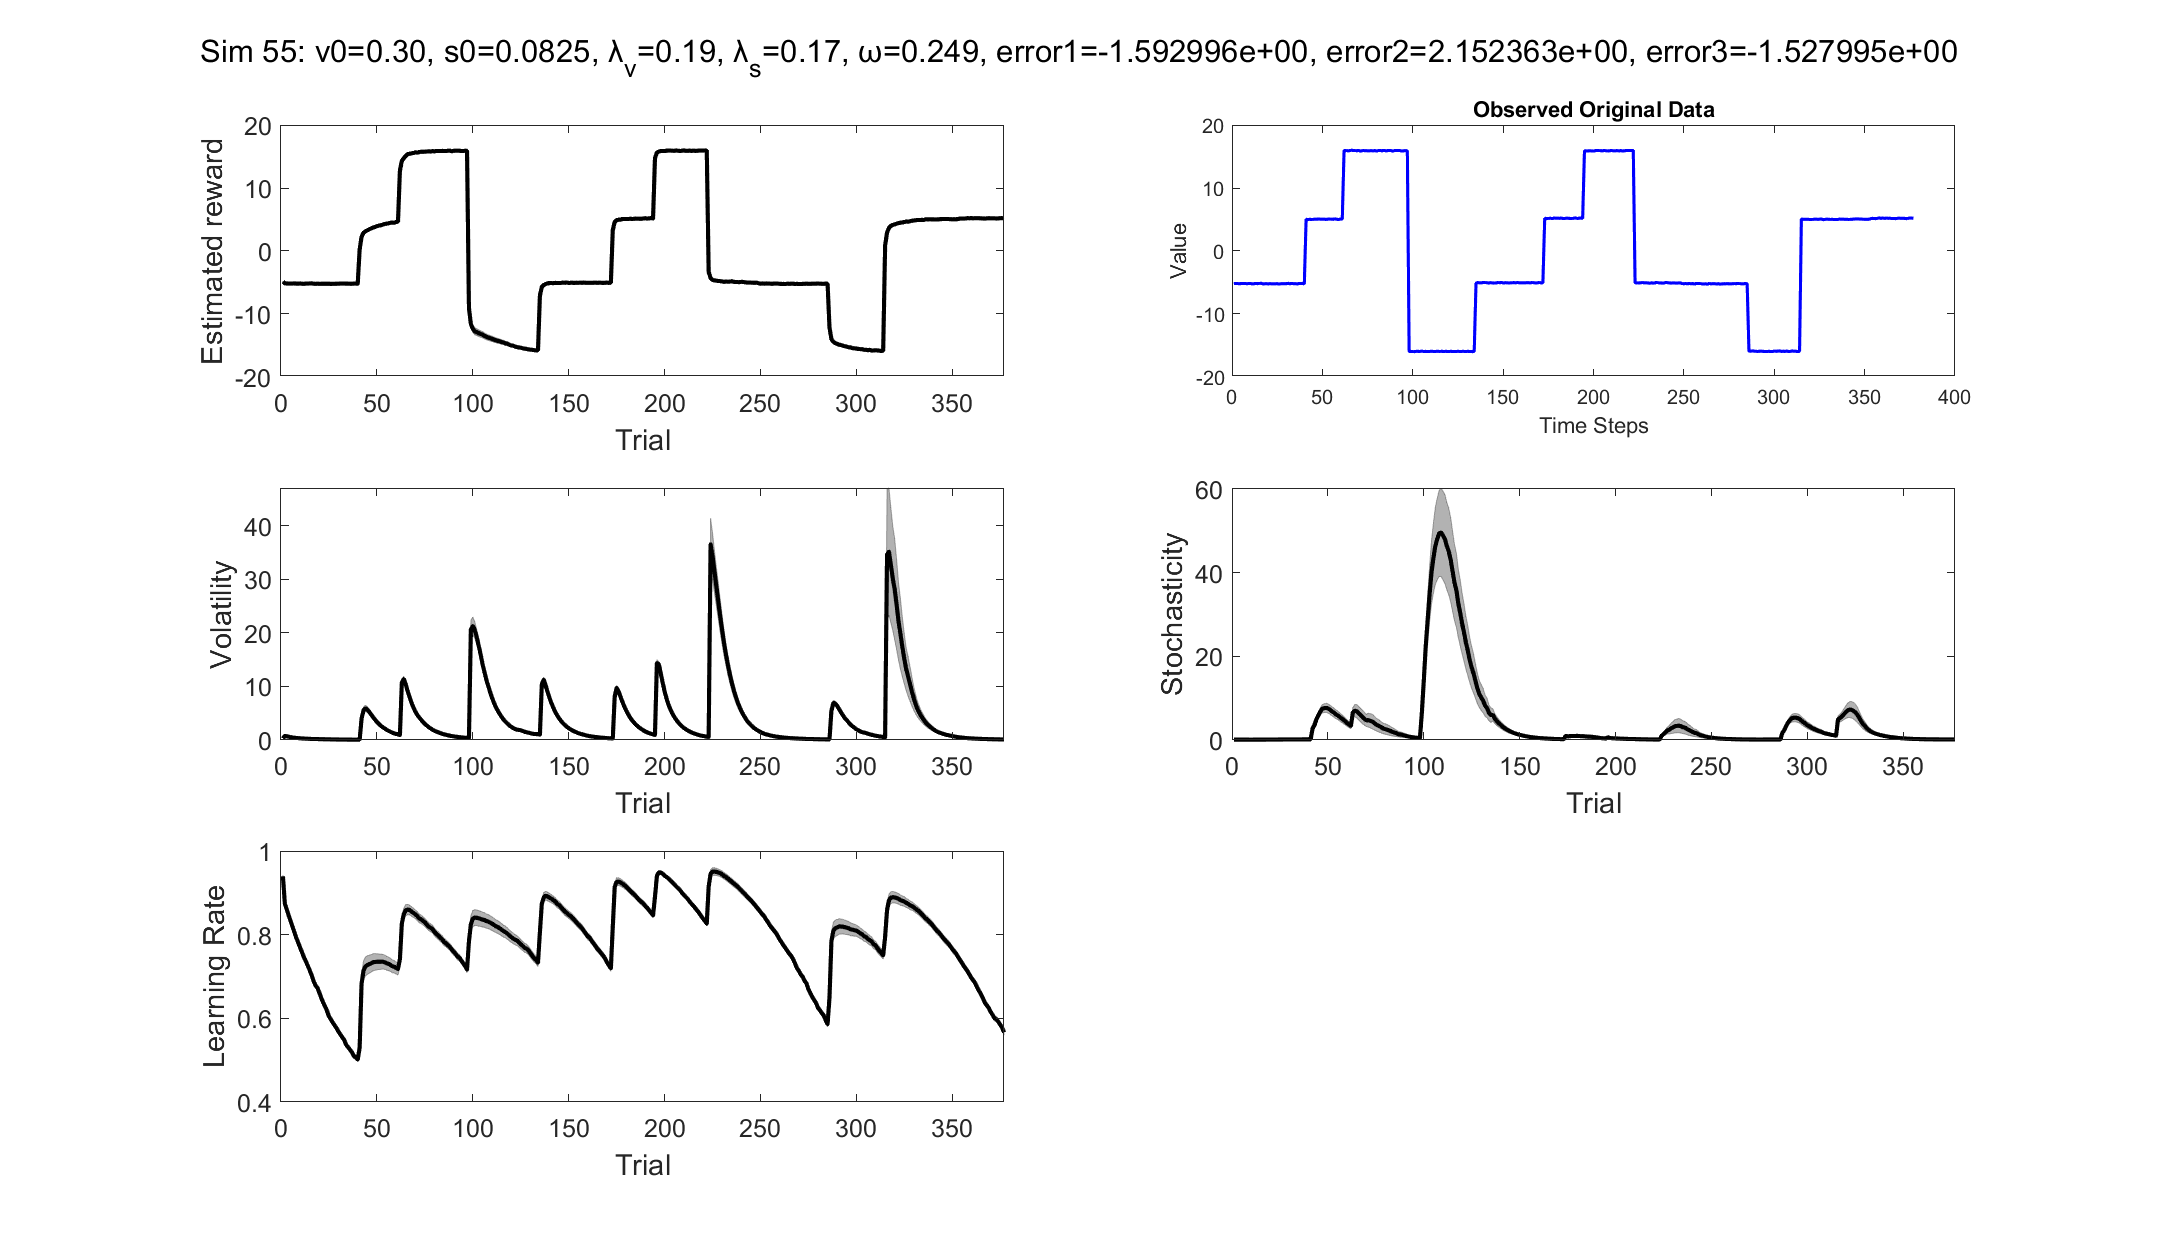 Sim 55: v0=0.30, s0=0.0825, λv=0.19, λs=0.17, ω=0.249, error1=-1.592996e+00, error2=2.152363e+00, error3=-1.527995e+00
Estimated reward
20
10
0
-10
-20
0 50 100 150 200 250 300 350
Trial
Observed Original Data
Value
20
10
0
-10
-20
0 50 100 150 200 250 300 350 400
Time Steps
Volatility
40
30
20
10
0
0 50 100 150 200 250 300 350
Trial
Stochasticity
60
40
20
0
0 50 100 150 200 250 300 350
Trial
Learning Rate
1
0.8
0.6
0.4
0 50 100 150 200 250 300 350
Trial